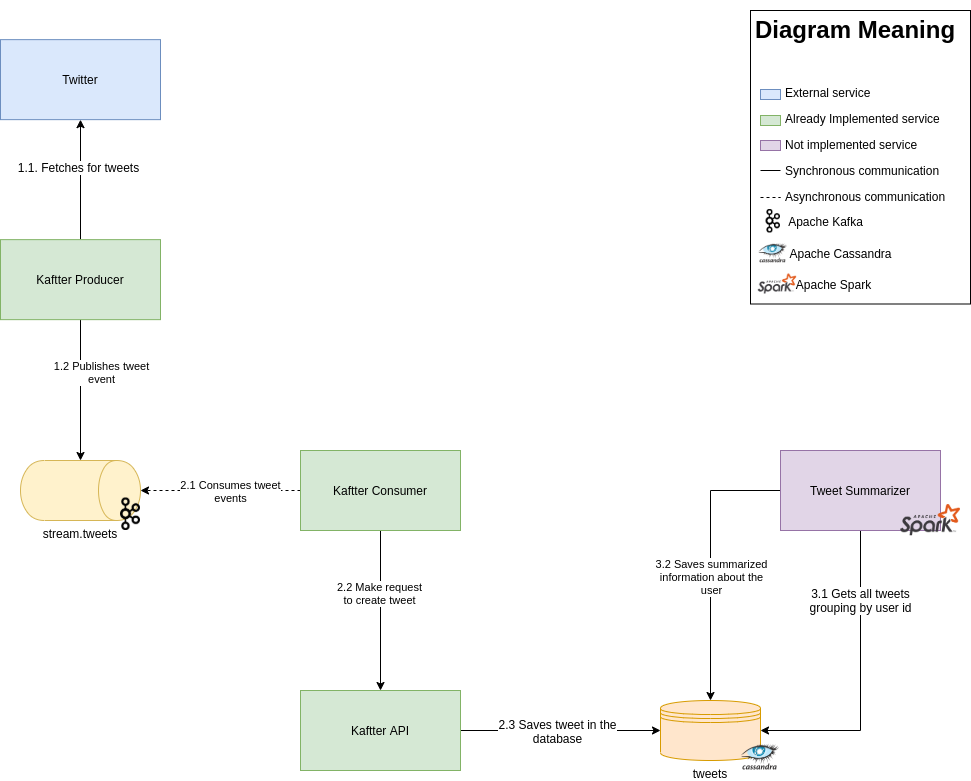 Diagram Meaning
External service
Already Implemented service
Not implemented service
Synchronous communication
Asynchronous communication
Apache Kafka
cassandra
Apache Cassandra
APACHE
Spark
Apache Spark
Twitter
1.1. Fetches for tweets
Kaftter Producer
1.2 Publishes tweet
event
stream.tweets
2.1 Consumes tweet
events
Kaftter Consumer
2.2 Make request
to create tweet
Kaftter API
2.3 Saves tweet in the
database
Tweet Summarizer
APACHE
Spark
3.2 Saves summarized
information about the
user
3.1 Gets all tweets
grouping by user id
cassandra
tweets